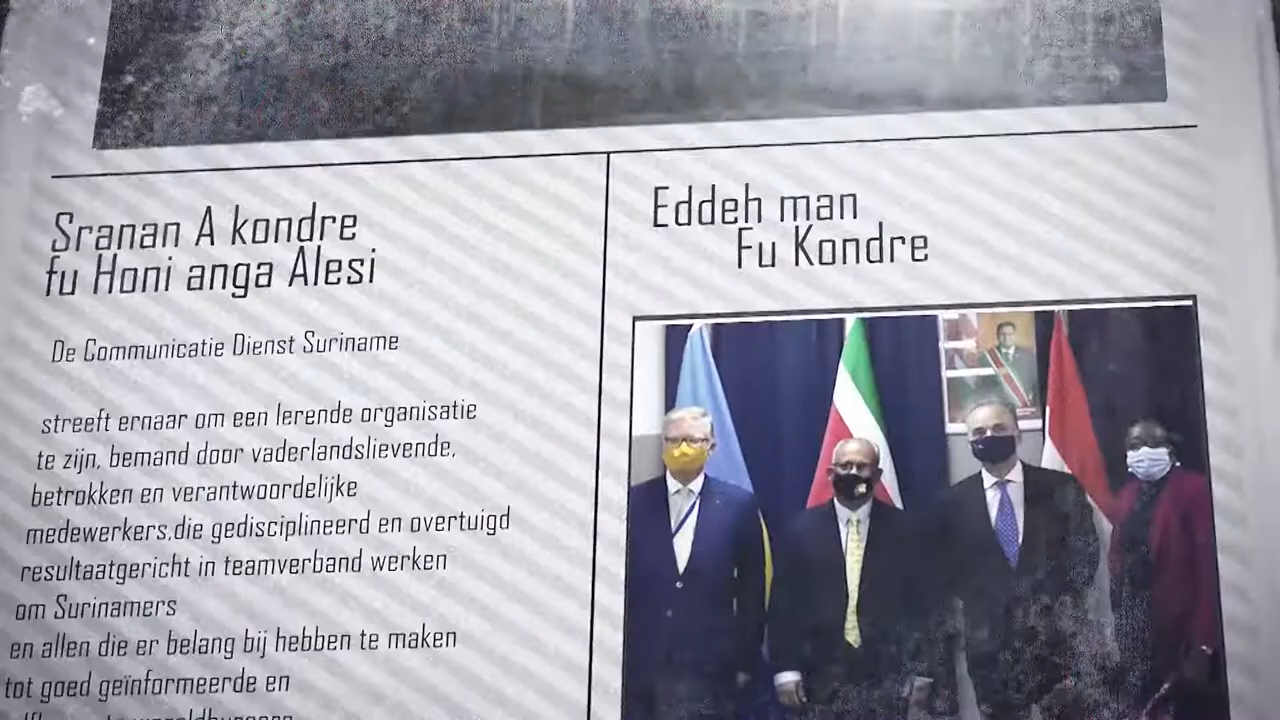 Sranan A kondre
fu Honi anga Alesi
De Communicatie Dienst Suriname
streeft ernaar om een lerende organisatie
te zijn, bemand door vaderlandslievende,
betrokken en verantwoordelijke
medewerkers,die gedisciplineerd en overtuigd
resultaatgericht in teamverband werken
om Surinamers
en allen die er belang bij hebben te maken
tot goed geïnformeerde en
Eddeh man
Fu Kondre